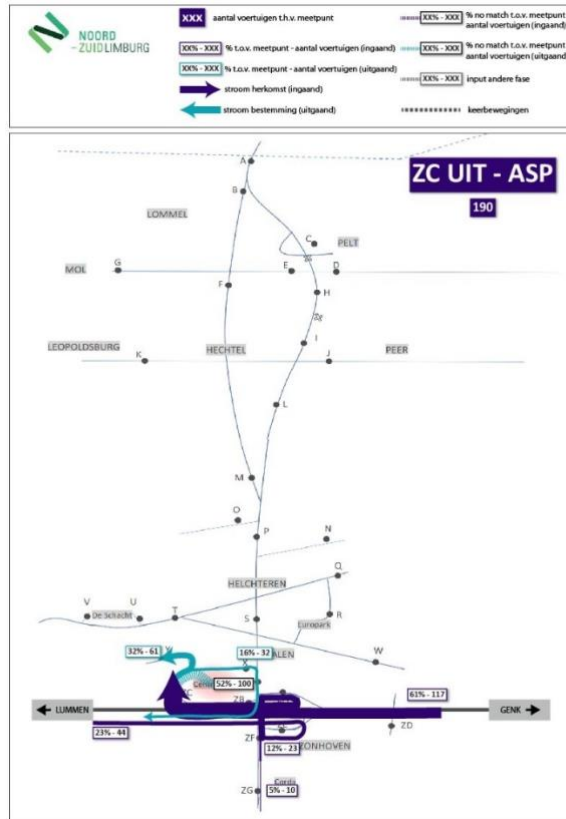 NOORD
-ZUIDLIMBURG
XXX aantal voertuigen t.h.v. meetpunt
XX% - XXX % t.o.v. meetpunt - aantal voertuigen (ingaand)
XX% - XXX % t.o.v. meetpunt - aantal voertuigen (uitgaand)
stroom herkomst (ingaand)
stroom bestemming (uitgaand)
XX% - XXX % no match t.o.v. meetpunt
aantal voertuigen (ingaand)
XX% - XXX % no match t.o.v. meetpunt
aantal voertuigen (uitgaand)
XX% - XXX input andere fase
keerbewegingen
ZC UIT - ASP
190
A
B
LOMMEL
C
PELT
MOL
G
E
D
F
H
I
LEOPOLDSBURG
HECHTEL
PEER
K
J
L
M
O
P
N
HELCHTEREN
Q
V
U
De Schacht
T
S
R
Europark
W
32% - 61
16% - 32
ALEN
X
52% - 100
ZB
61% - 117
LUMMEN
GENK
ZD
23% - 44
ZF
12% - 23
ZONHOVEN
ZG
5% - 10
Corda